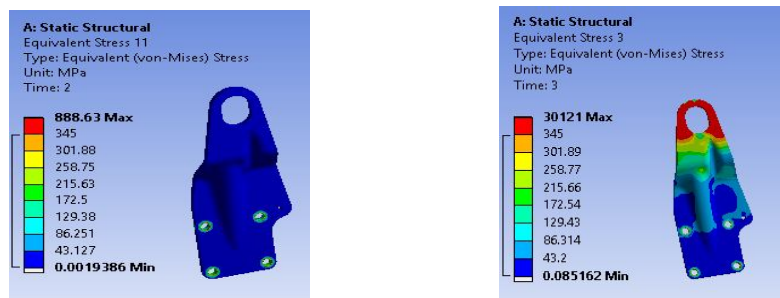 A: Static Structural
Equivalent Stress 11
Type: Equivalent (von-Mises) Stress
Unit: MPa
Time: 2
888.63 Max
345
301.88
258.75
215.63
172.5
129.38
86.251
43.127
0.0019386 Min
A: Static Structural
Equivalent Stress 3
Type: Equivalent (von-Mises) Stress
Unit: MPa
Time: 3
30121 Max
345
301.89
258.77
215.66
172.54
129.43
86.314
43.2
0.085162 Min